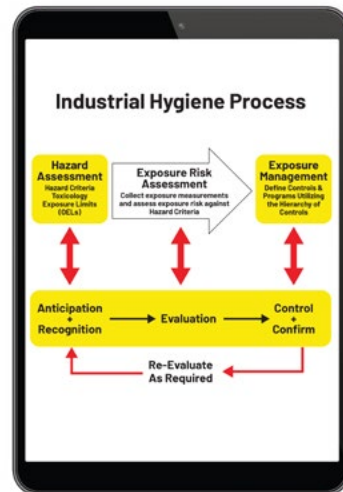 Industrial Hygiene Process
Hazard
Assessment
Hazard Criteria
Toxicology
Exposure Limits
(OELs)
Exposure Risk
Assessment
Collect exposure measurements
and assess exposure risk against
Hazard Criteria
Exposure
Management
Define Controls &
Programs Utilizing
the Hierarchy of
Controls
Anticipation
+
Recognition
Evaluation
Control
+
Confirm
Re-Evaluate
As Required